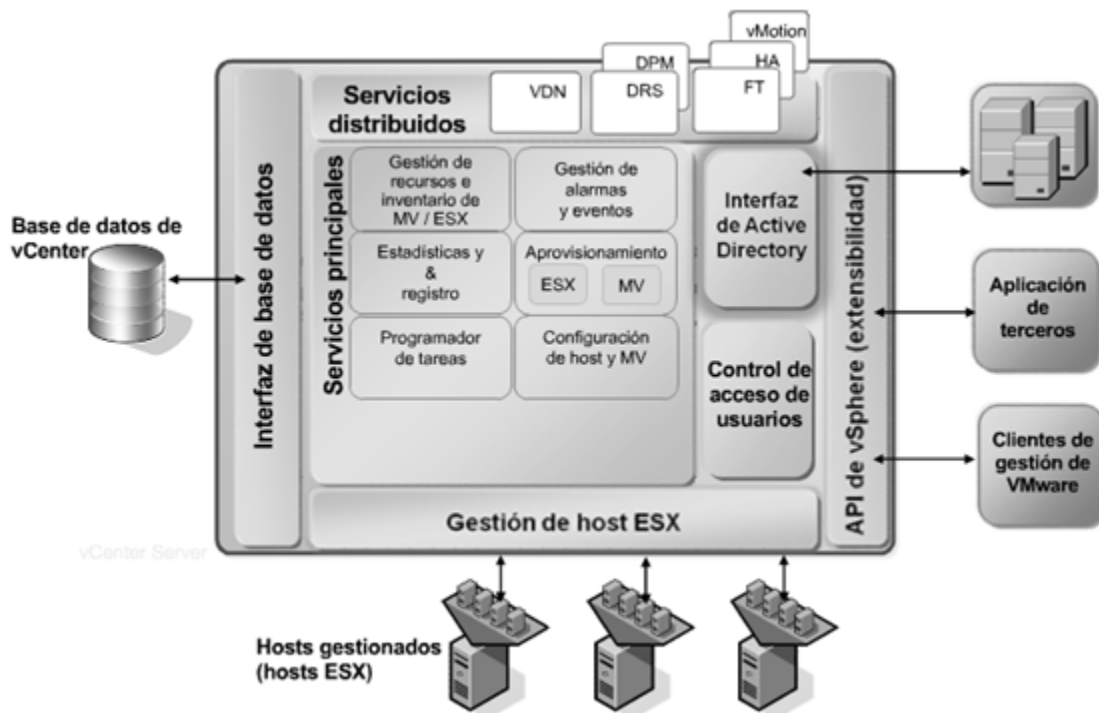 vMotion
DPM
HA
VDN
DRS
FT
Servicios
distribuidos
Interfaz de base de datos
Servicios principales
Gestión de
recursos e
inventario de
MV / ESX
Gestión de
alarmas
y eventos
Estadísticas y
&
registro
Aprovisionamiento
ESX
MV
Programador
de tareas
Configuración
de host y MV
Interfaz
de Active
Directory
Control de
acceso de
usuarios
API de vSphere (extensibilidad)
Gestión de host ESX
vCenter Server
Base de datos de
vCenter
Aplicación
de
terceros
Clientes de
gestión de
VMware
Hosts gestionados
(hosts ESX)